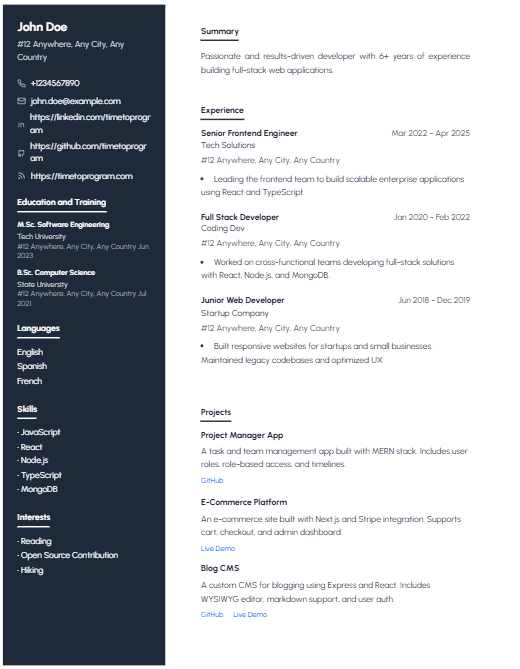 John Doe
#12 Anywhere, Any City, Any
Country
+1234567890
john.doe@example.com
in
https://linkedin.com/timetoprogr
am
https://github.com/timetoprogr
am
https://timetoprogram.com
Education and Training
M.Sc. Software Engineering
Tech University
#12 Anywhere, Any City, Any Country Jun
2023
B.Sc. Computer Science
State University
#12 Anywhere, Any City, Any Country Jul
2021
Languages
English
Spanish
French
Skills
- JavaScript
- React
- Node.js
- TypeScript
- MongoDB
Interests
- Reading
- Open Source Contribution
- Hiking
Summary
Passionate and results-driven developer with 6+ years of experience
building full-stack web applications.
Experience
Senior Frontend Engineer Mar 2022 - Apr 2025
Tech Solutions
#12 Anywhere, Any City, Any Country
• Leading the frontend team to build scalable enterprise applications
using React and TypeScript.
Full Stack Developer Jan 2020 - Feb 2022
Coding Dev
#12 Anywhere, Any City, Any Country
• Worked on cross-functional teams developing full-stack solutions
with React, Node.js, and MongoDB.
Junior Web Developer Jun 2018 - Dec 2019
Startup Company
#12 Anywhere, Any City, Any Country
• Built responsive websites for startups and small businesses.
Maintained legacy codebases and optimized UX.
Projects
Project Manager App
A task and team management app built with MERN stack. Includes user
roles, role-based access, and timelines.
GitHub
E-Commerce Platform
An e-commerce site built with Next.js and Stripe integration. Supports
cart, checkout, and admin dashboard.
Live Demo
Blog CMS
A custom CMS for blogging using Express and React. Includes
WYSIWYG editor, markdown support, and user auth.
GitHub Live Demo